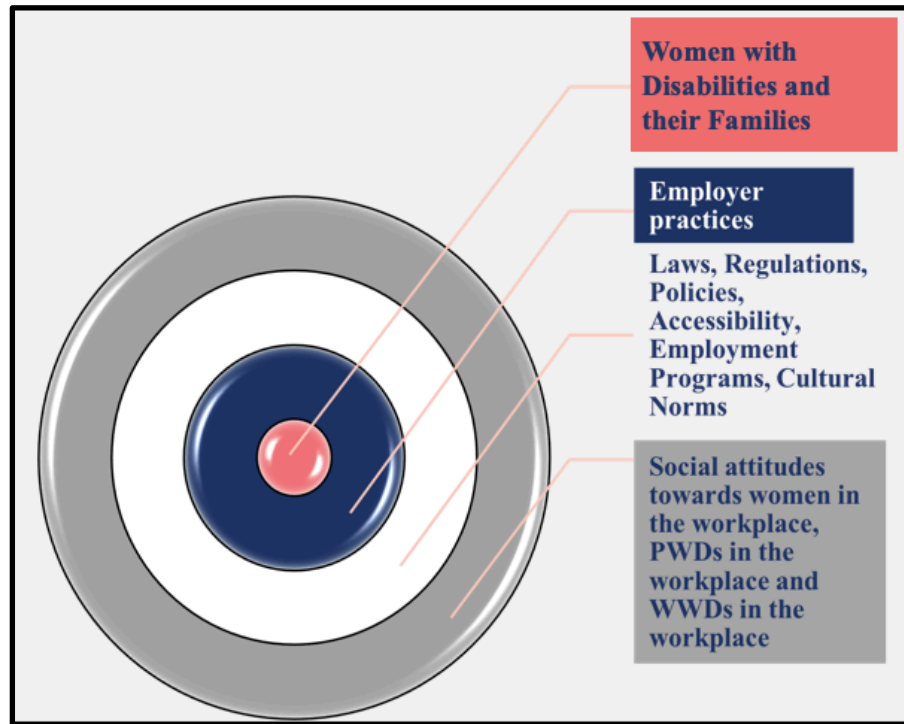 Women with
Disabilities and
their Families
Employer
practices
Laws, Regulations,
Policies,
Accessibility,
Employment
Programs, Cultural
Norms
Social attitudes
towards women in
the workplace,
PWDs in the
workplace and
WWDs in the
workplace